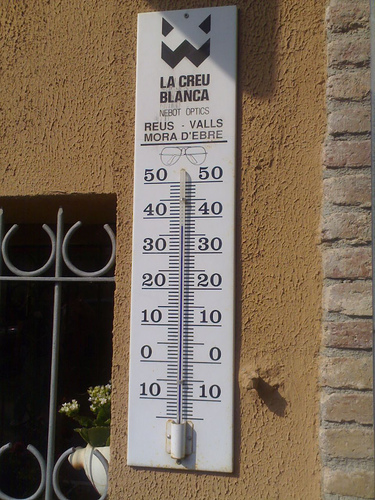 LA CREU
BLANCA
NEBOT OPTICS
REUS - VALLS
MORA D'EBRE
50 50
40 40
30 30
20 20
10 10
0 0
10 10